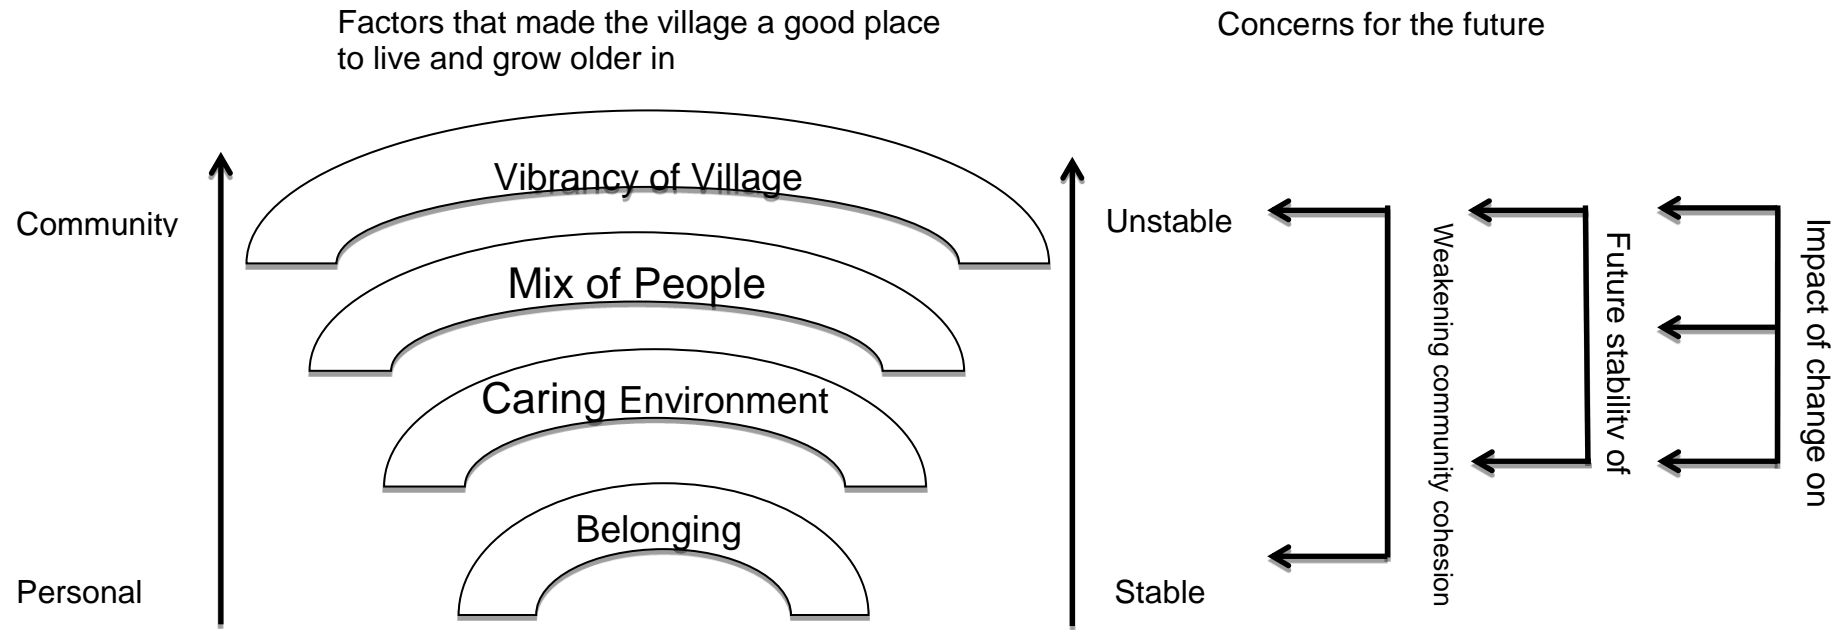 Factors that made the village a good place
to live and grow older in
Concerns for the future
Community
Personal
Vibrancy of Village
Mix of People
Caring Environment
Belonging
Unstable
Stable
Weakening community cohesion
Future stability of
Impact of change on